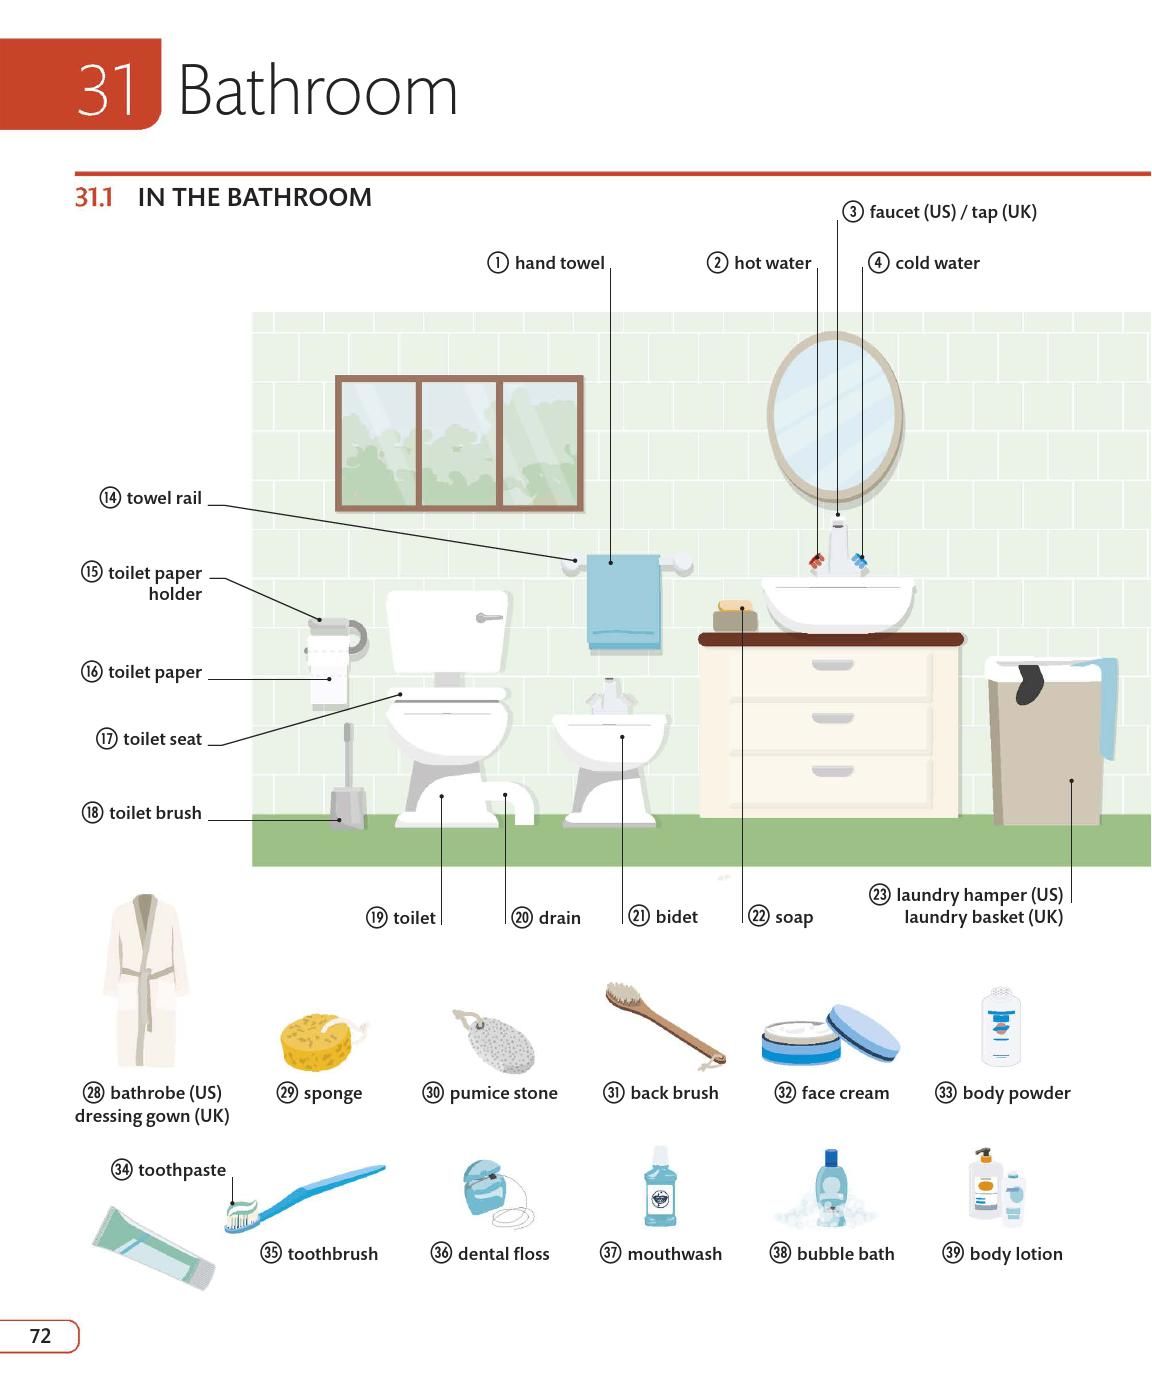 31 Bathroom
31.1 IN THE BATHROOM
3 faucet (US) / tap (UK)
1 hand towel
2 hot water
4 cold water
14 towel rail
15 toilet paper
holder
16 toilet paper
17 toilet seat
18 toilet brush
19 toilet
20 drain
21 bidet
22 soap
23 laundry hamper (US)
laundry basket (UK)
28 bathrobe (US)
dressing gown (UK)
29 sponge
30 pumice stone
31 back brush
32 face cream
33 body powder
34 toothpaste
35 toothbrush
36 dental floss
37 mouthwash
38 bubble bath
39 body lotion
72